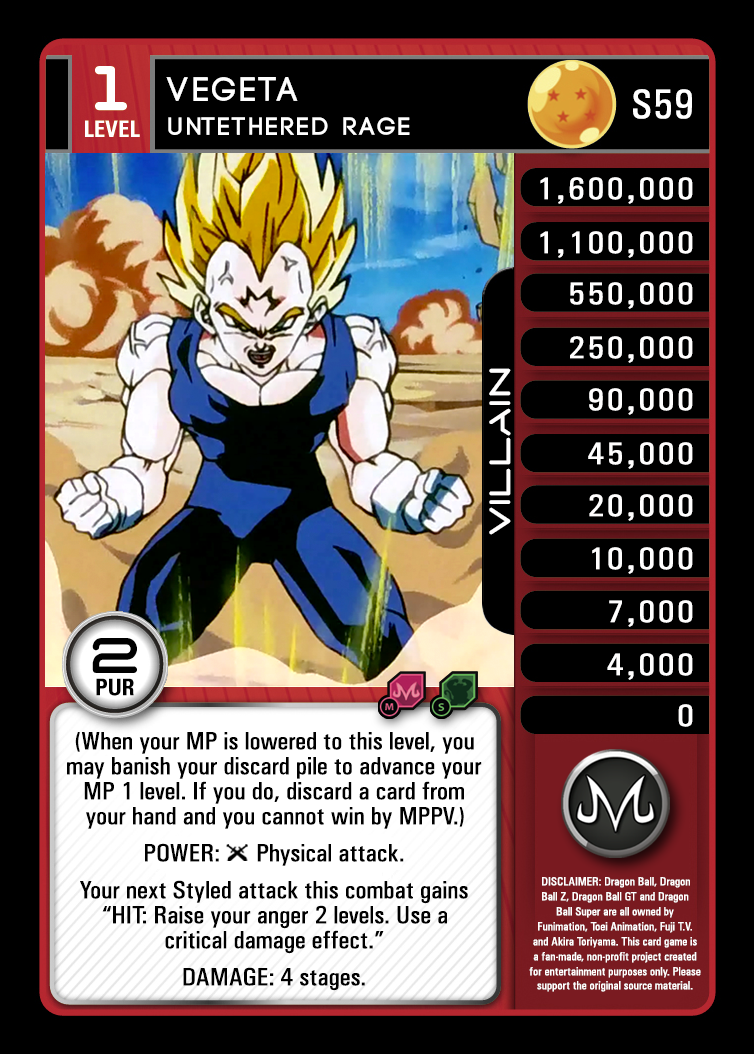 1
LEVEL
VEGETA
UNTETHERED RAGE
S59
1,600,000
1,100,000
550,000
250,000
90,000
45,000
20,000
10,000
7,000
4,000
0
VILLAIN
2
PUR
M
S
(When your MP is lowered to this level, you
may banish your discard pile to advance your
MP 1 level. If you do, discard a card from
your hand and you cannot win by MPPV.)
POWER: Physical attack.
Your next Styled attack this combat gains
“HIT: Raise your anger 2 levels. Use a
critical damage effect.”
DAMAGE: 4 stages.
DISCLAIMER: Dragon Ball, Dragon
Ball Z, Dragon Ball GT and Dragon
Ball Super are all owned by
Funimation, Toei Animation, Fuji T.V.
and Akira Toriyama. This card game is
a fan-made, non-profit project created
for entertainment purposes only. Please
support the original source material.